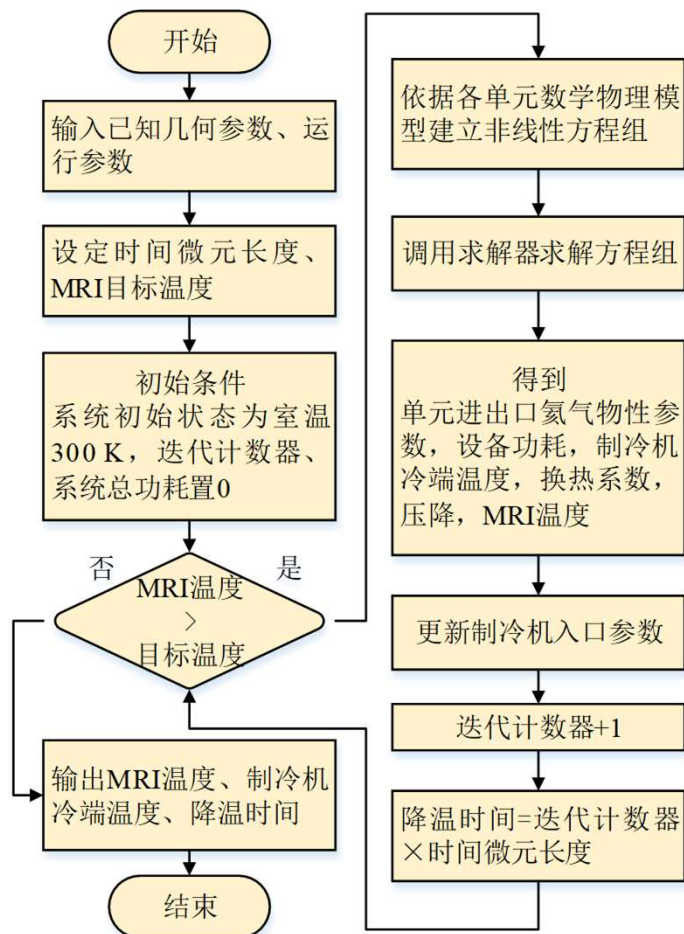 开始
输入已知几何参数、运
行参数
设定时间微元长度、
MRI目标温度
初始条件
系统初始状态为室温
300 K，迭代计数器、
系统总功耗置0
否
是
MRI温度
>
目标温度
输出MRI温度、制冷机
冷端温度、降温时间
结束
依据各单元数学物理模
型建立非线性方程组
调用求解器求解方程组
得到
单元进出口氦气物性参
数，设备功耗，制冷机
冷端温度，换热系数，
压降，MRI温度
更新制冷机入口参数
迭代计数器+1
降温时间=迭代计数器
×时间微元长度